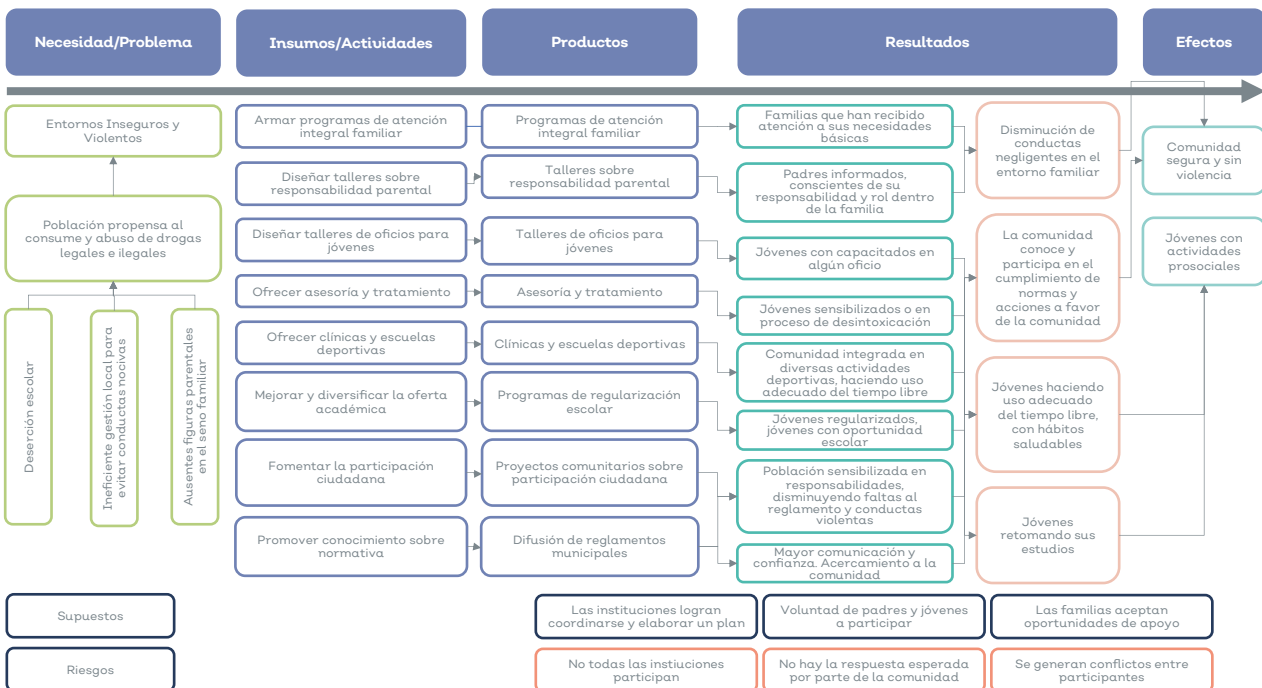 Necesidad/Problema
Insumos/Actividades
Productos
Resultados
Efectos
Entornos Inseguros y
Violentos
Población propensa al
consume y abuso de drogas
legales e ilegales
Deserción escolar
Ineficiente gestión local para
evitar conductas nocivas
Ausentes figuras parentales
en el seno familiar
Armar programas de atención
integral familiar
Diseñar talleres sobre
responsabilidad parental
Diseñar talleres de oficios para
jóvenes
Ofrecer asesoría y tratamiento
Ofrecer clínicas y escuelas
deportivas
Mejorar y diversificar la oferta
académica
Fomentar la participación
ciudadana
Promover conocimiento sobre
normativa
Programas de atención
integral familiar
Talleres sobre
responsabilidad parental
Talleres de oficios para
jóvenes
Asesoría y tratamiento
Clínicas y escuelas deportivas
Programas de regularización
escolar
Proyectos comunitarios sobre
participación ciudadana
Difusión de reglamentos
municipales
Familias que han recibido
atención a sus necesidades
básicas
Padres informados,
conscientes de su
responsabilidad y rol dentro
de la familia
Jóvenes con capacitados en
algún oficio
Jóvenes sensibilizados o en
proceso de desintoxicación
Comunidad integrada en
diversas actividades
deportivas, haciendo uso
adecuado del tiempo libre
Jóvenes regularizados,
jóvenes con oportunidad
escolar
Población sensibilizada en
responsabilidades,
disminuyendo faltas al
reglamento y conductas
violentas
Mayor comunicación y
confianza. Acercamiento a la
comunidad
Disminución de
conductas
negligentes en el
entorno familiar
La comunidad
conoce y
participa en el
cumplimiento de
normas y
acciones a favor
de la comunidad
Jóvenes haciendo
uso adecuado
del tiempo libre,
con hábitos
saludables
Jóvenes
retomando sus
estudios
Comunidad
segura y sin
violencia
Jóvenes con
actividades
prosociales
Supuestos
Las instituciones logran
coordinarse y elaborar un plan
Voluntad de padres y jóvenes
a participar
Las familias aceptan
oportunidades de apoyo
Riesgos
No todas las instiuciones
participan
No hay la respuesta esperada
por parte de la comunidad
Se generan conflictos entre
participantes